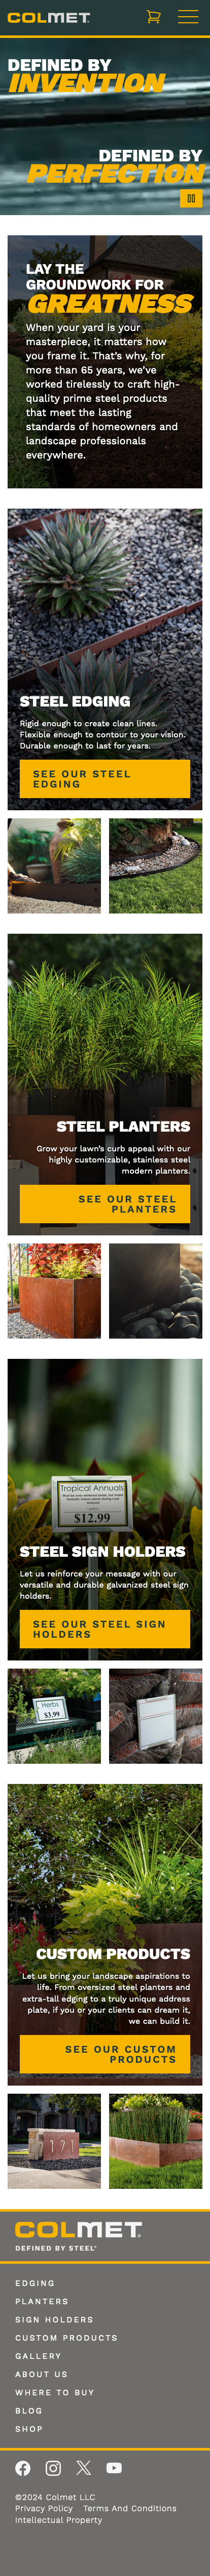 COLMET
DEFINED BY
INVENTION
DEFINED BY
PERFECTION
LAY THE
GROUNDWORK FOR
GREATNESS
When your yard is your
masterpiece, it matters how
you frame it. That's why, for
more than 65 years, we've
worked tirelessly to craft high-
quality prime steel products
that meet the lasting
standards of homeowners and
landscape professionals
everywhere.
STEEL EDGING
Rigid enough to create clean lines.
Flexible enough to contour to your vision.
Durable enough to last for years.
SEE OUR STEEL
EDGING
STEEL PLANTERS
Grow your lawn's curb appeal with our
highly customizable, stainless steel
modern planters.
SEE OUR STEEL
PLANTERS
Tropical Annuals
$12.99
STEEL SIGN HOLDERS
Let us reinforce your message with our
versatile and durable galvanized steel sign
holders.
SEE OUR STEEL SIGN
HOLDERS
Herbs
$3.99
CUSTOM PRODUCTS
Let us bring your landscape aspirations to
life. From oversized steel planters and
extra-tall edging to a truly unique address
plate, if you or your clients can dream it,
we can build it.
SEE OUR CUSTOM
PRODUCTS
171
COLMET®
DEFINED BY STEEL®
EDGING
PLANTERS
SIGN HOLDERS
CUSTOM PRODUCTS
GALLERY
ABOUT US
WHERE TO BUY
BLOG
SHOP
©2024 Colmet LLC
Privacy Policy Terms And Conditions
Intellectual Property